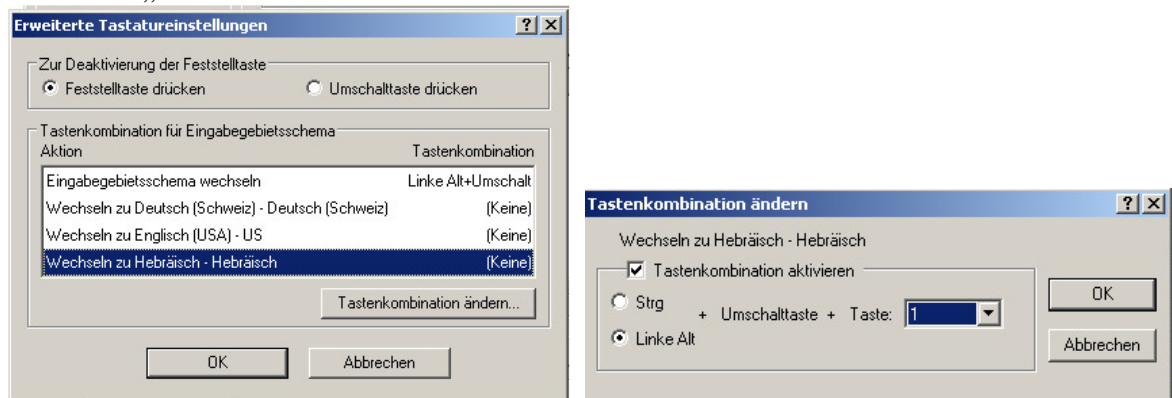 Erweiterte Tastatureinstellungen
Zur Deaktivierung der Feststelltaste
Feststelltaste drücken Umschalttaste drücken
Tastenkombination für Eingabegebietsschema
Aktion Tastenkombination
Eingabegebietsschema wechseln Linke Alt+Umschalt
Wechseln zu Deutsch (Schweiz) - Deutsch (Schweiz) (Keine)
Wechseln zu Englisch (USA) - US (Keine)
Wechseln zu Hebräisch - Hebräisch (Keine)
Tastenkombination ändern...
OK Abbrechen
Tastenkombination ändern
Wechseln zu Hebräisch - Hebräisch
Tastenkombination aktivieren
Strg
+ Umschalttaste + Taste: 1
Linke Alt
OK
Abbrechen